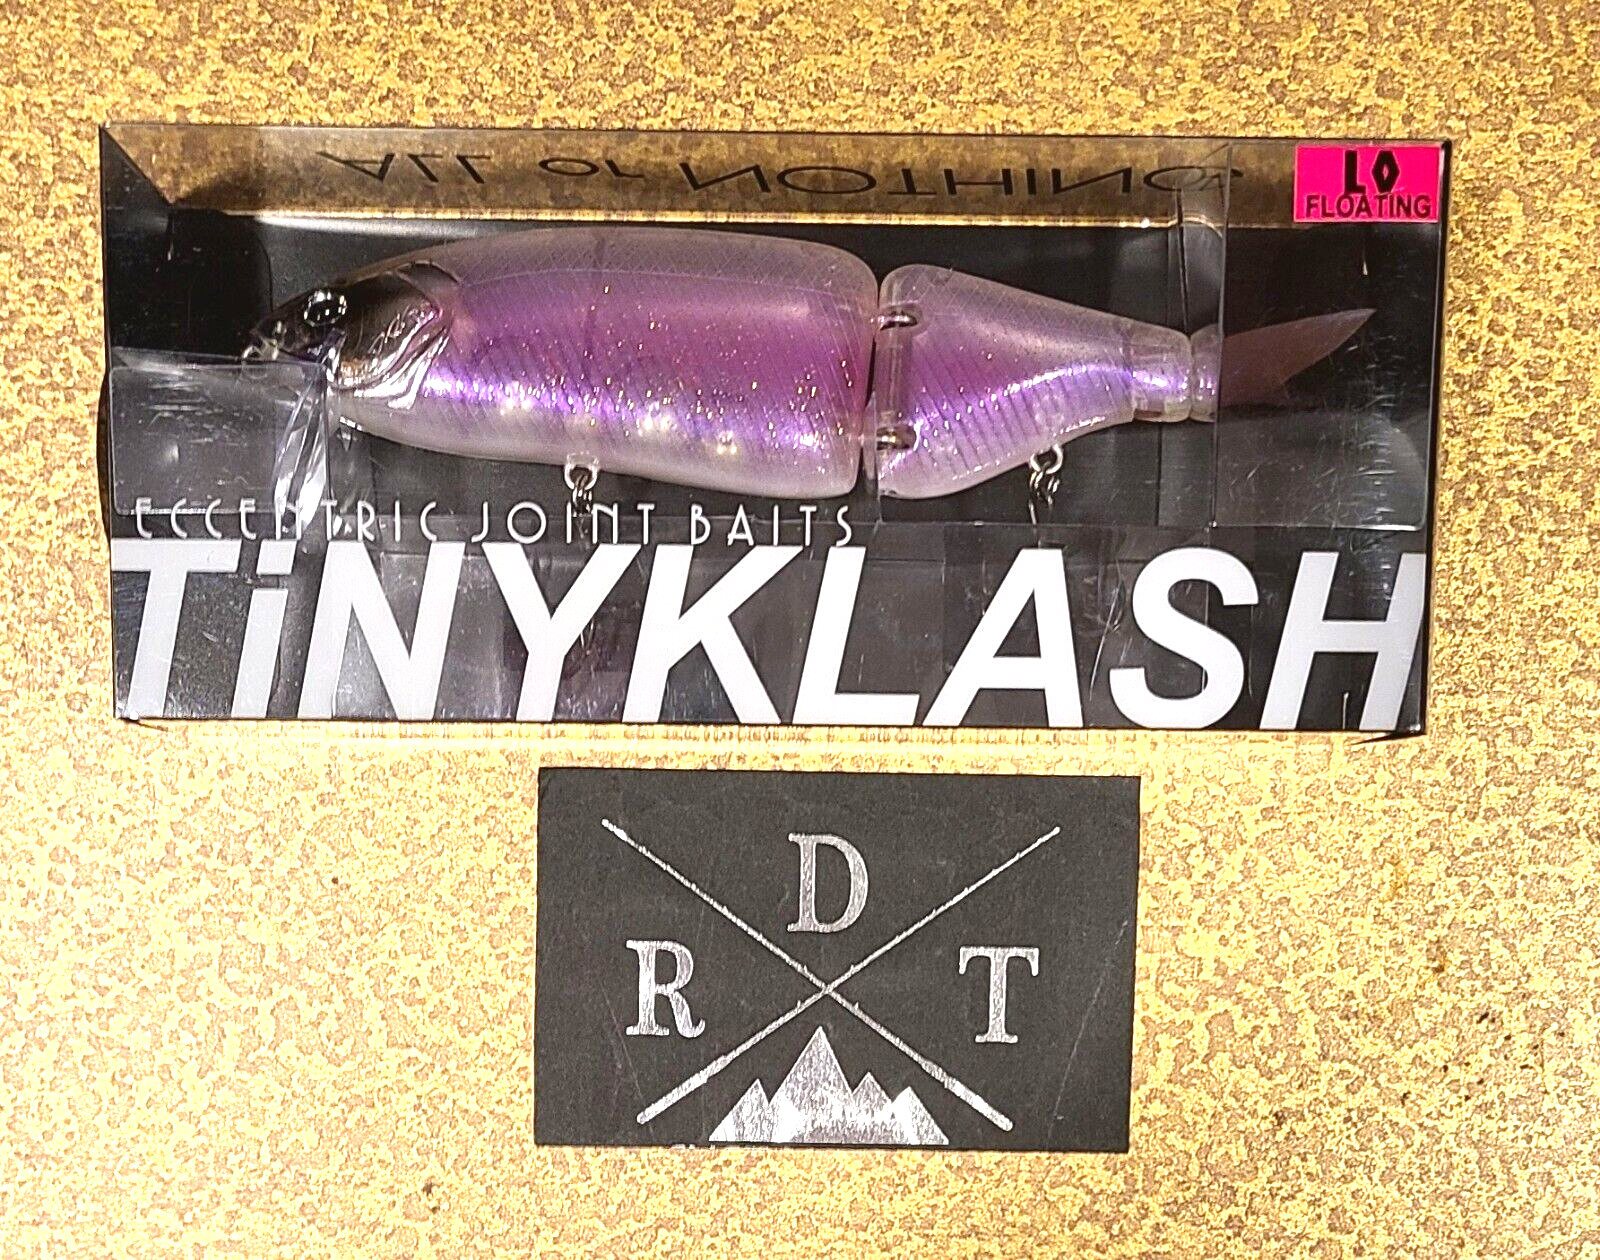 ALL OR NOTHING
LO
FLOATING
ECCENTRIC JOINT BAITS
TiNYKLASH
D
R T